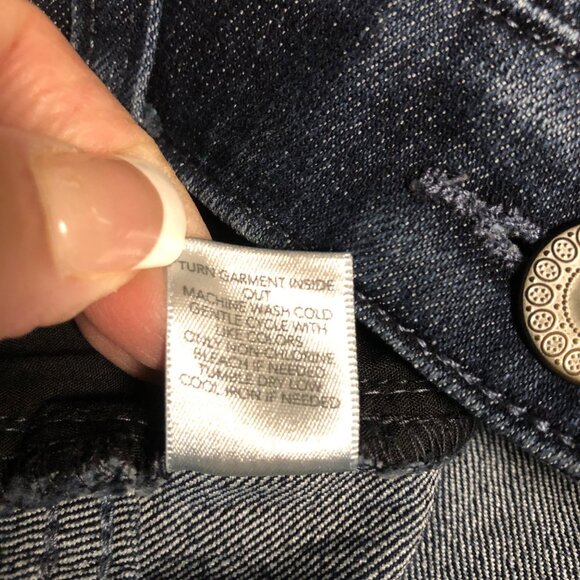 TURN GARMENT INSIDE
OUT
MACHINE WASH COLD
GENTLE CYCLE WITH
LIKE COLORS
ONLY NON-CHLORINE
BLEACH IF NEEDED
TUMBLE DRY LOW
COOL IRON IF NEEDED